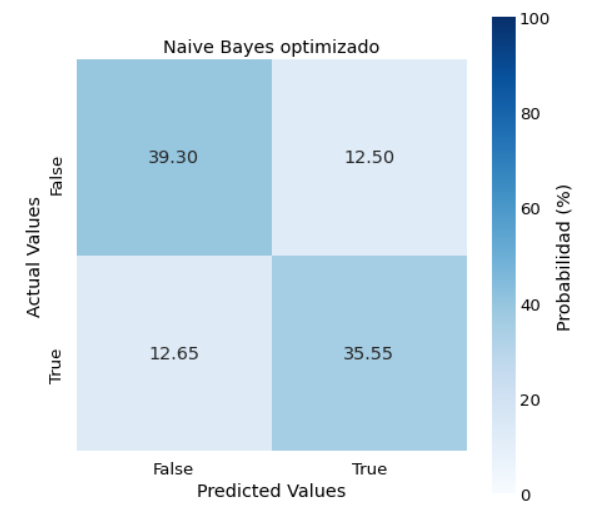 Naive Bayes optimizado
Actual Values
False
True
39.30
12.50
12.65
35.55
False
True
Predicted Values
100
80
60
40
20
0
Probabilidad (%)